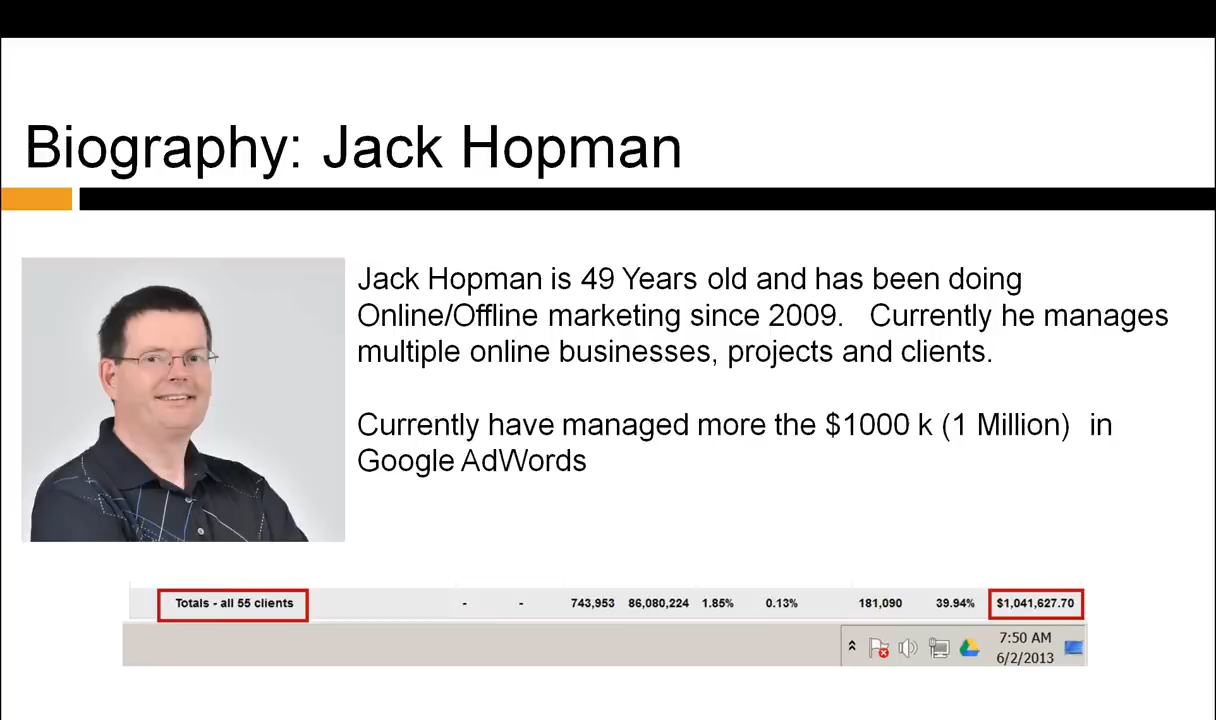 Biography: Jack Hopman
Jack Hopman is 49 Years old and has been doing
Online/Offline marketing since 2009. Currently he manages
multiple online businesses, projects and clients.
Currently have managed more the $1000 k (1 Million) in
Google AdWords
Totals - all 55 clients - - 743,953 86,080,224 1.85% 0.13% 181,090 39.94% $1,041,627.70
7:50 AM
6/2/2013